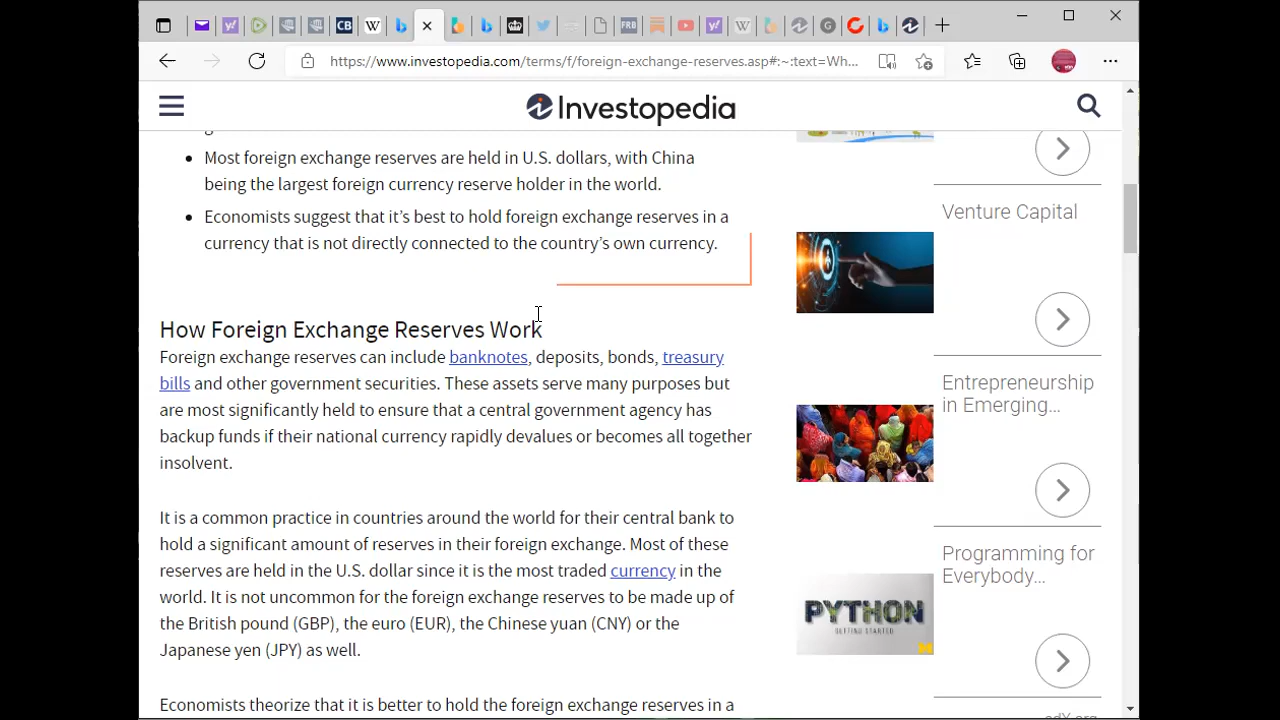 CB
W
FRB
W
G
https://www.investopedia.com/terms/f/foreign-exchange-reserves.asp#:~:text=Wh...
Investopedia
Most foreign exchange reserves are held in U.S. dollars, with China
being the largest foreign currency reserve holder in the world.
Economists suggest that it’s best to hold foreign exchange reserves in a
currency that is not directly connected to the country’s own currency.
How Foreign Exchange Reserves Work
Foreign exchange reserves can include banknotes, deposits, bonds, treasury
bills and other government securities. These assets serve many purposes but
are most significantly held to ensure that a central government agency has
backup funds if their national currency rapidly devalues or becomes all together
insolvent.
It is a common practice in countries around the world for their central bank to
hold a significant amount of reserves in their foreign exchange. Most of these
reserves are held in the U.S. dollar since it is the most traded currency in the
world. It is not uncommon for the foreign exchange reserves to be made up of
the British pound (GBP), the euro (EUR), the Chinese yuan (CNY) or the
Japanese yen (JPY) as well.
Economists theorize that it is better to hold the foreign exchange reserves in a
Venture Capital
Entrepreneurship
in Emerging...
Programming for
Everybody...
PYTHON
GETTING STARTED
edX.org